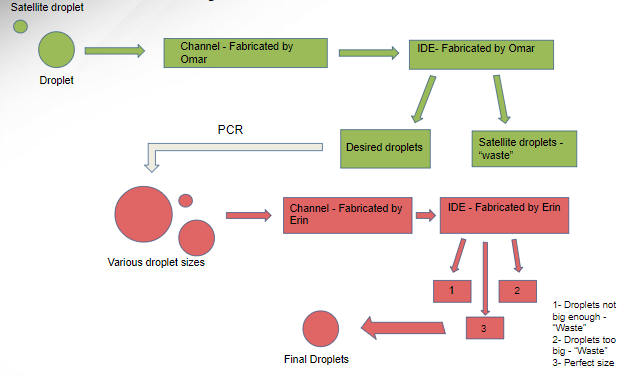 Satellite droplet
Droplet
Channel - Fabricated by
Omar
IDE- Fabricated by Omar
Desired droplets
Satellite droplets -
“waste”
PCR
Various droplet sizes
Channel - Fabricated by
Erin
IDE - Fabricated by Erin
1
2
3
Final Droplets
1- Droplets not
big enough -
“Waste”
2- Droplets too
big - “Waste”
3- Perfect size